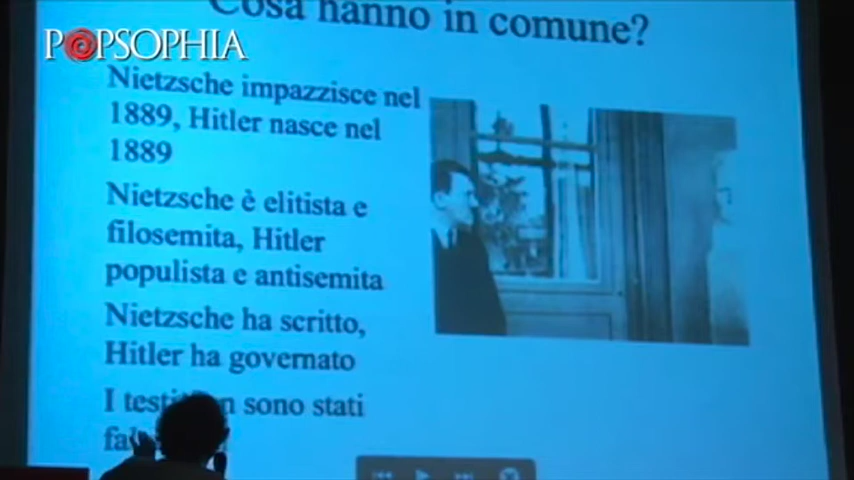 Cosa hanno in comune?
POPSOPHIA
Nietzsche impazzisce nel
1889, Hitler nasce nel
1889
Nietzsche è elitista e
filosemita, Hitler
populista e antisemita
Nietzsche ha scritto,
Hitler ha governato
I testi sono stati